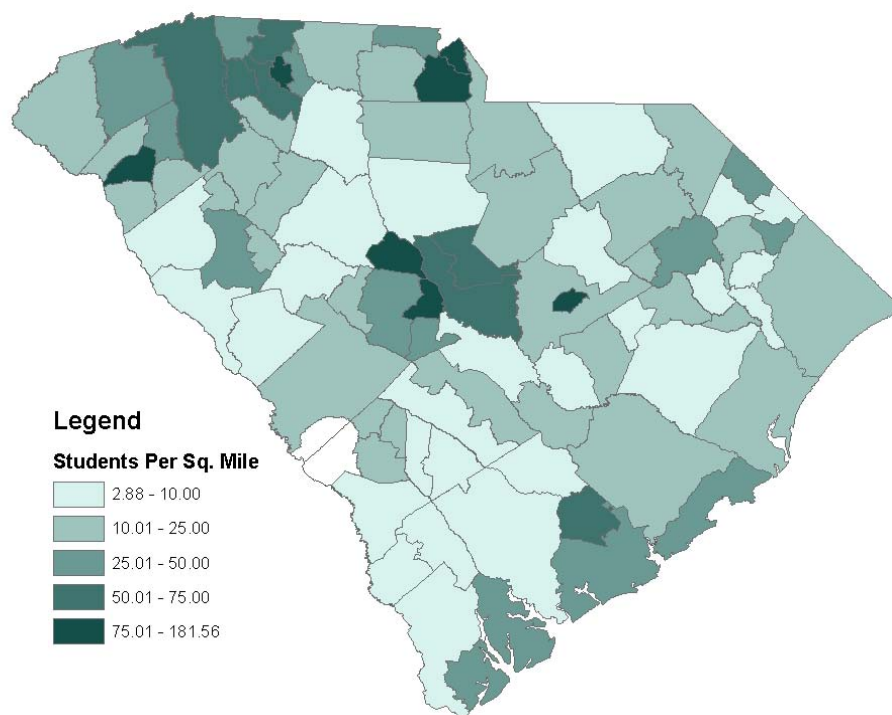 Legend
Students Per Sq. Mile
2.88 - 10.00
10.01 - 25.00
25.01 - 50.00
50.01 - 75.00
75.01 - 181.56